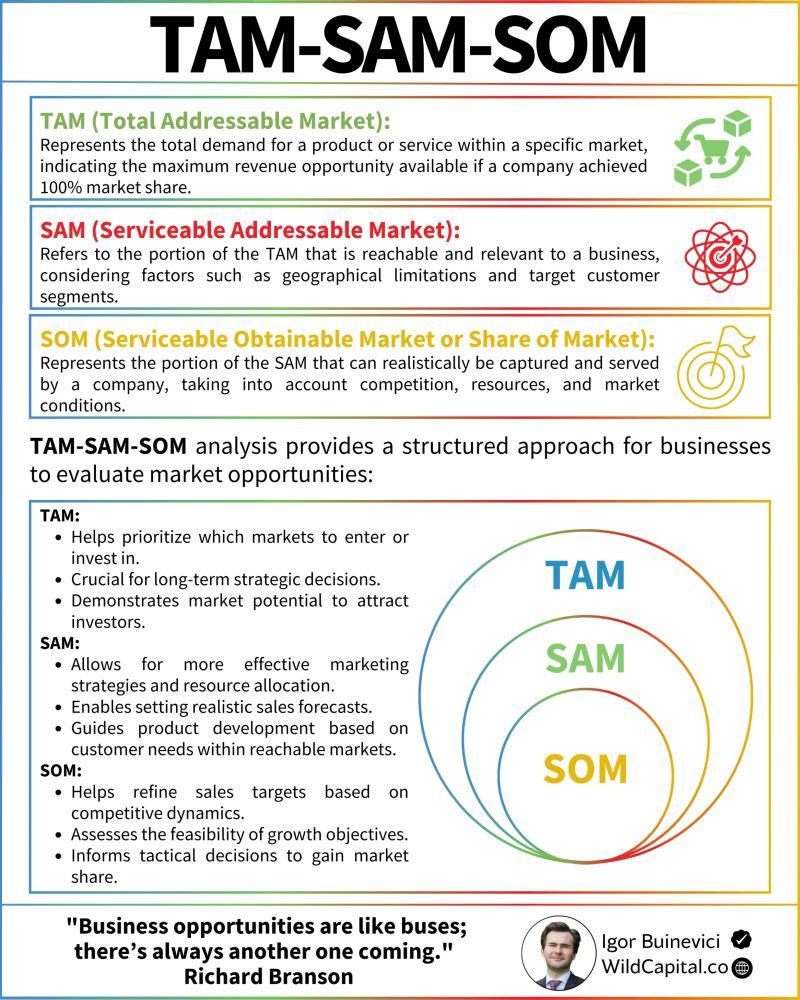 TAM-SAM-SOM
TAM (Total Addressable Market):
Represents the total demand for a product or service within a specific market,
indicating the maximum revenue opportunity available if a company achieved
100% market share.
SAM (Serviceable Addressable Market):
Refers to the portion of the TAM that is reachable and relevant to a business,
considering factors such as geographical limitations and target customer
segments.
SOM (Serviceable Obtainable Market or Share of Market):
Represents the portion of the SAM that can realistically be captured and served
by a company, taking into account competition, resources, and market
conditions.
TAM-SAM-SOM analysis provides a structured approach for businesses
to evaluate market opportunities:
TAM:
• Helps prioritize which markets to enter or
invest in.
• Crucial for long-term strategic decisions.
• Demonstrates market potential to attract
investors.
SAM:
• Allows for more effective marketing
strategies and resource allocation.
• Enables setting realistic sales forecasts.
• Guides product development based on
customer needs within reachable markets.
SOM:
• Helps refine sales targets based on
competitive dynamics.
• Assesses the feasibility of growth objectives.
• Informs tactical decisions to gain market
share.
TAM
SAM
SOM
"Business opportunities are like buses;
there’s always another one coming."
Richard Branson
Igor Buinevici
WildCapital.co